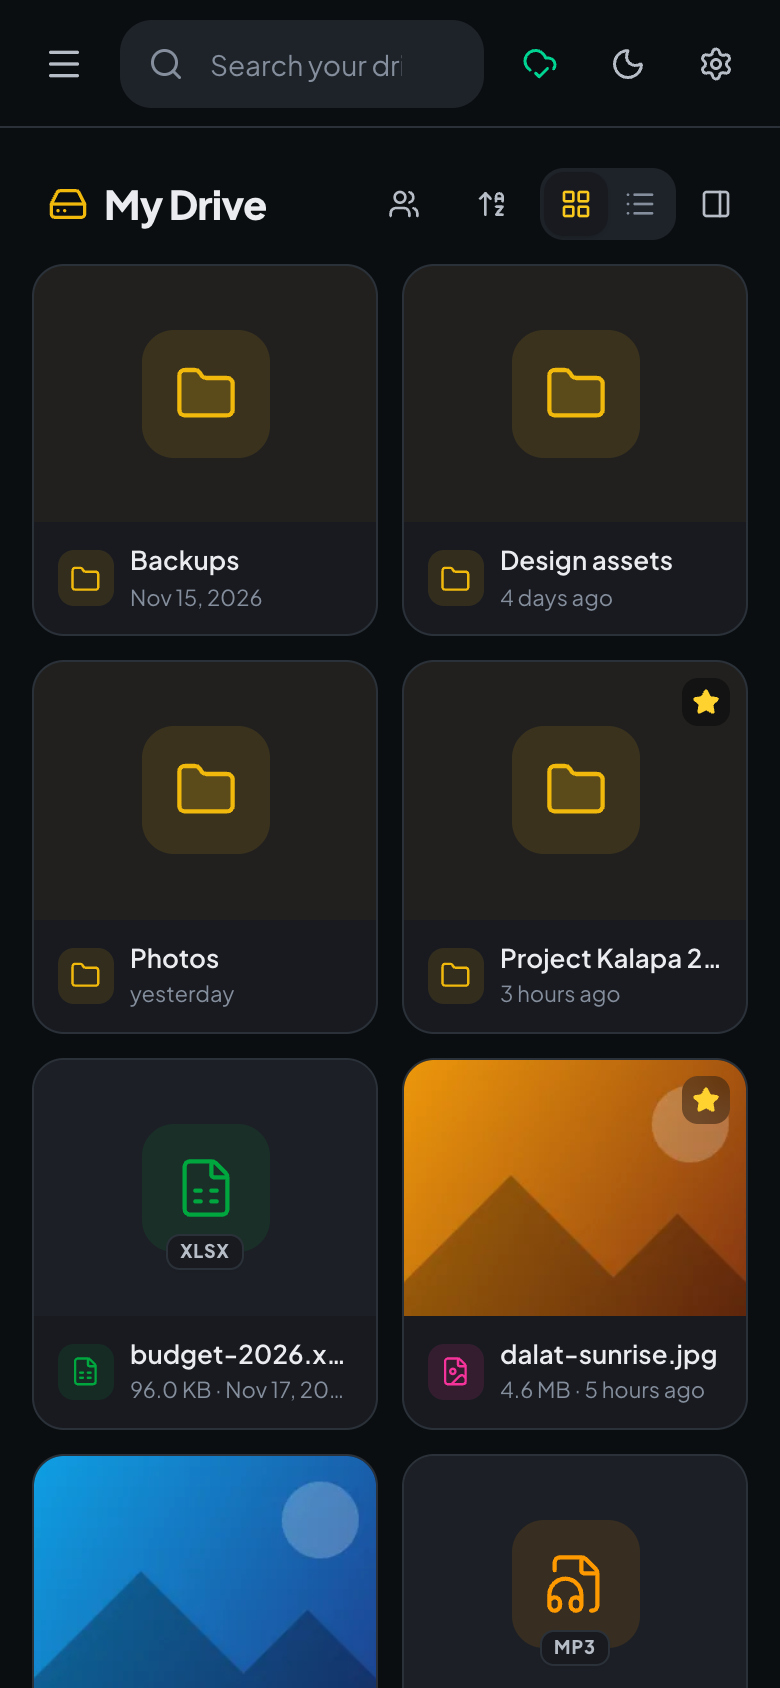 Search your dri
My Drive
Backups
Nov 15, 2026
Design assets
4 days ago
Photos
yesterday
Project Kalapa 2...
3 hours ago
XLSX
budget-2026.x...
96.0 KB · Nov 17, 20...
dalat-sunrise.jpg
4.6 MB · 5 hours ago
MP3